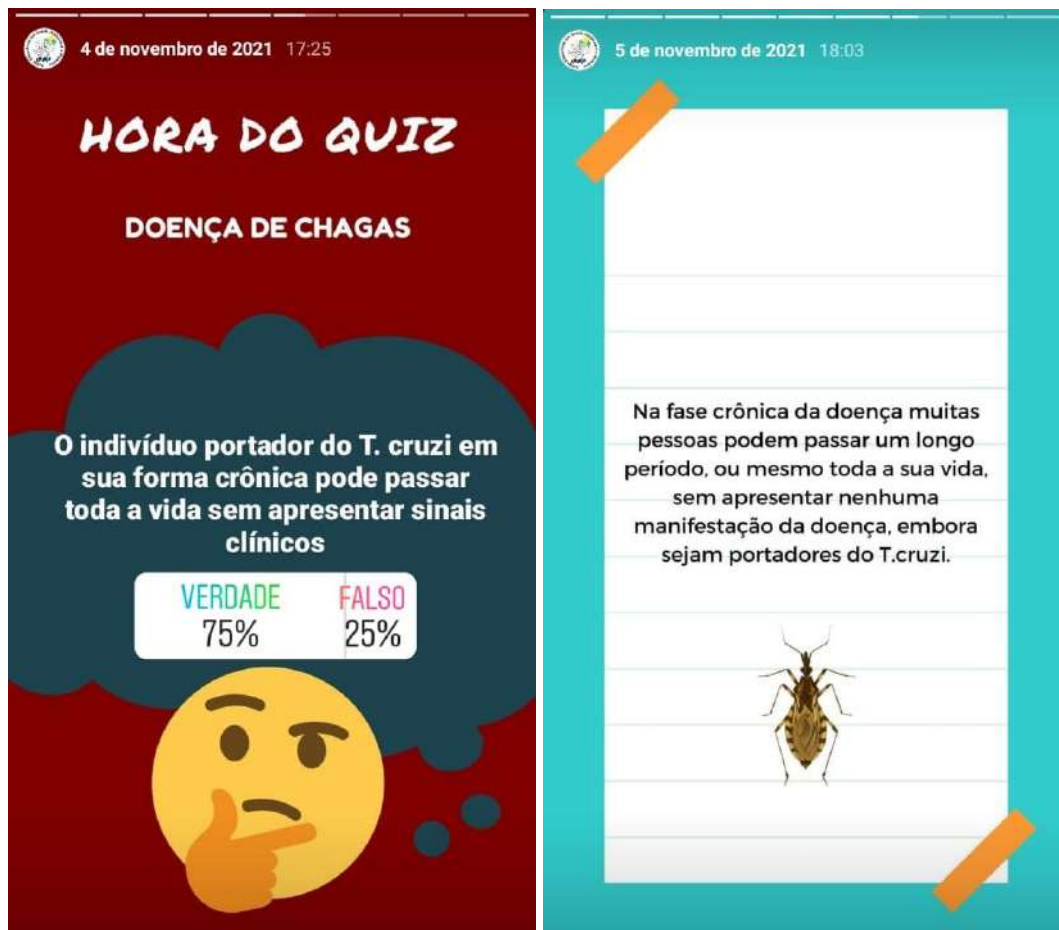 4 de novembro de 2021 17:25
HORA DO QUIZ
DOENÇA DE CHAGAS
O indivíduo portador do T. cruzi em
sua forma crônica pode passar
toda a vida sem apresentar sinais
clínicos
VERDADE FALSO
75% 25%
5 de novembro de 2021 18:03
Na fase crônica da doença muitas
pessoas podem passar um longo
período, ou mesmo toda a sua vida,
sem apresentar nenhuma
manifestação da doença, embora
sejam portadores do T.cruzi.